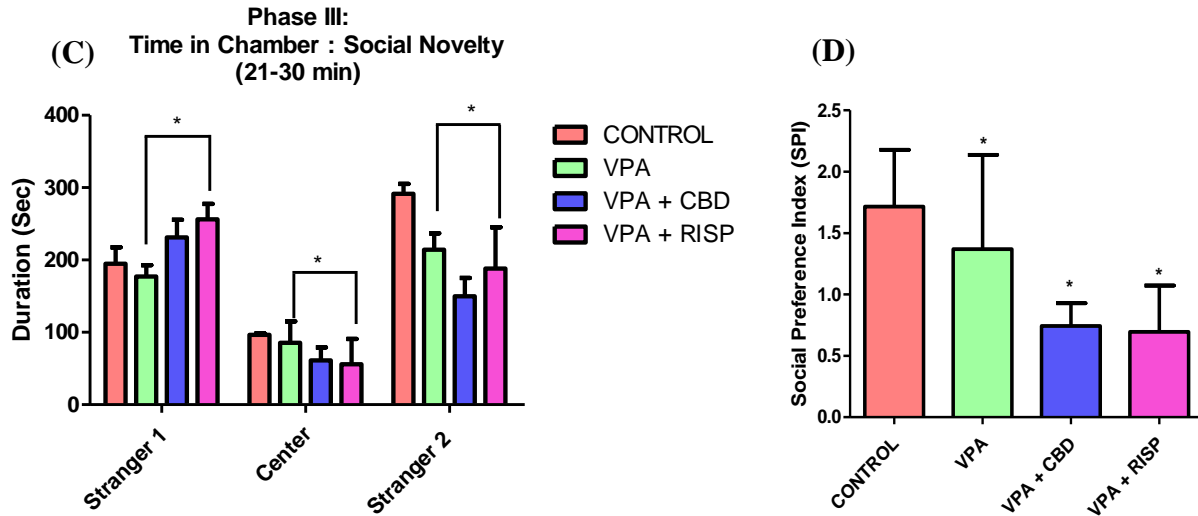 Phase III:
(C) Time in Chamber : Social Novelty
(21-30 min)
Duration (Sec)
400
300
200
100
0
*
*
*
Stranger 1
Center
Stranger 2
CONTROL
VPA
VPA + CBD
VPA + RISP
(D)
Social Preference Index (SPI)
2.5
2.0
1.5
1.0
0.5
0.0
*
*
*
CONTROL
VPA
VPA + CBD
VPA + RISP